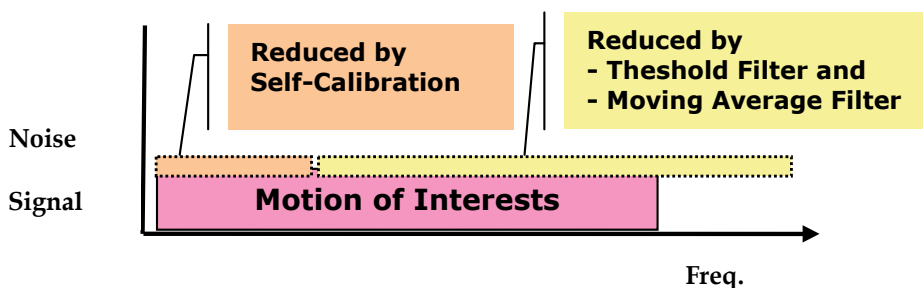 Reduced by
Self-Calibration
Reduced by
- Theshold Filter and
- Moving Average Filter
Noise
Signal
Motion of Interests
Freq.